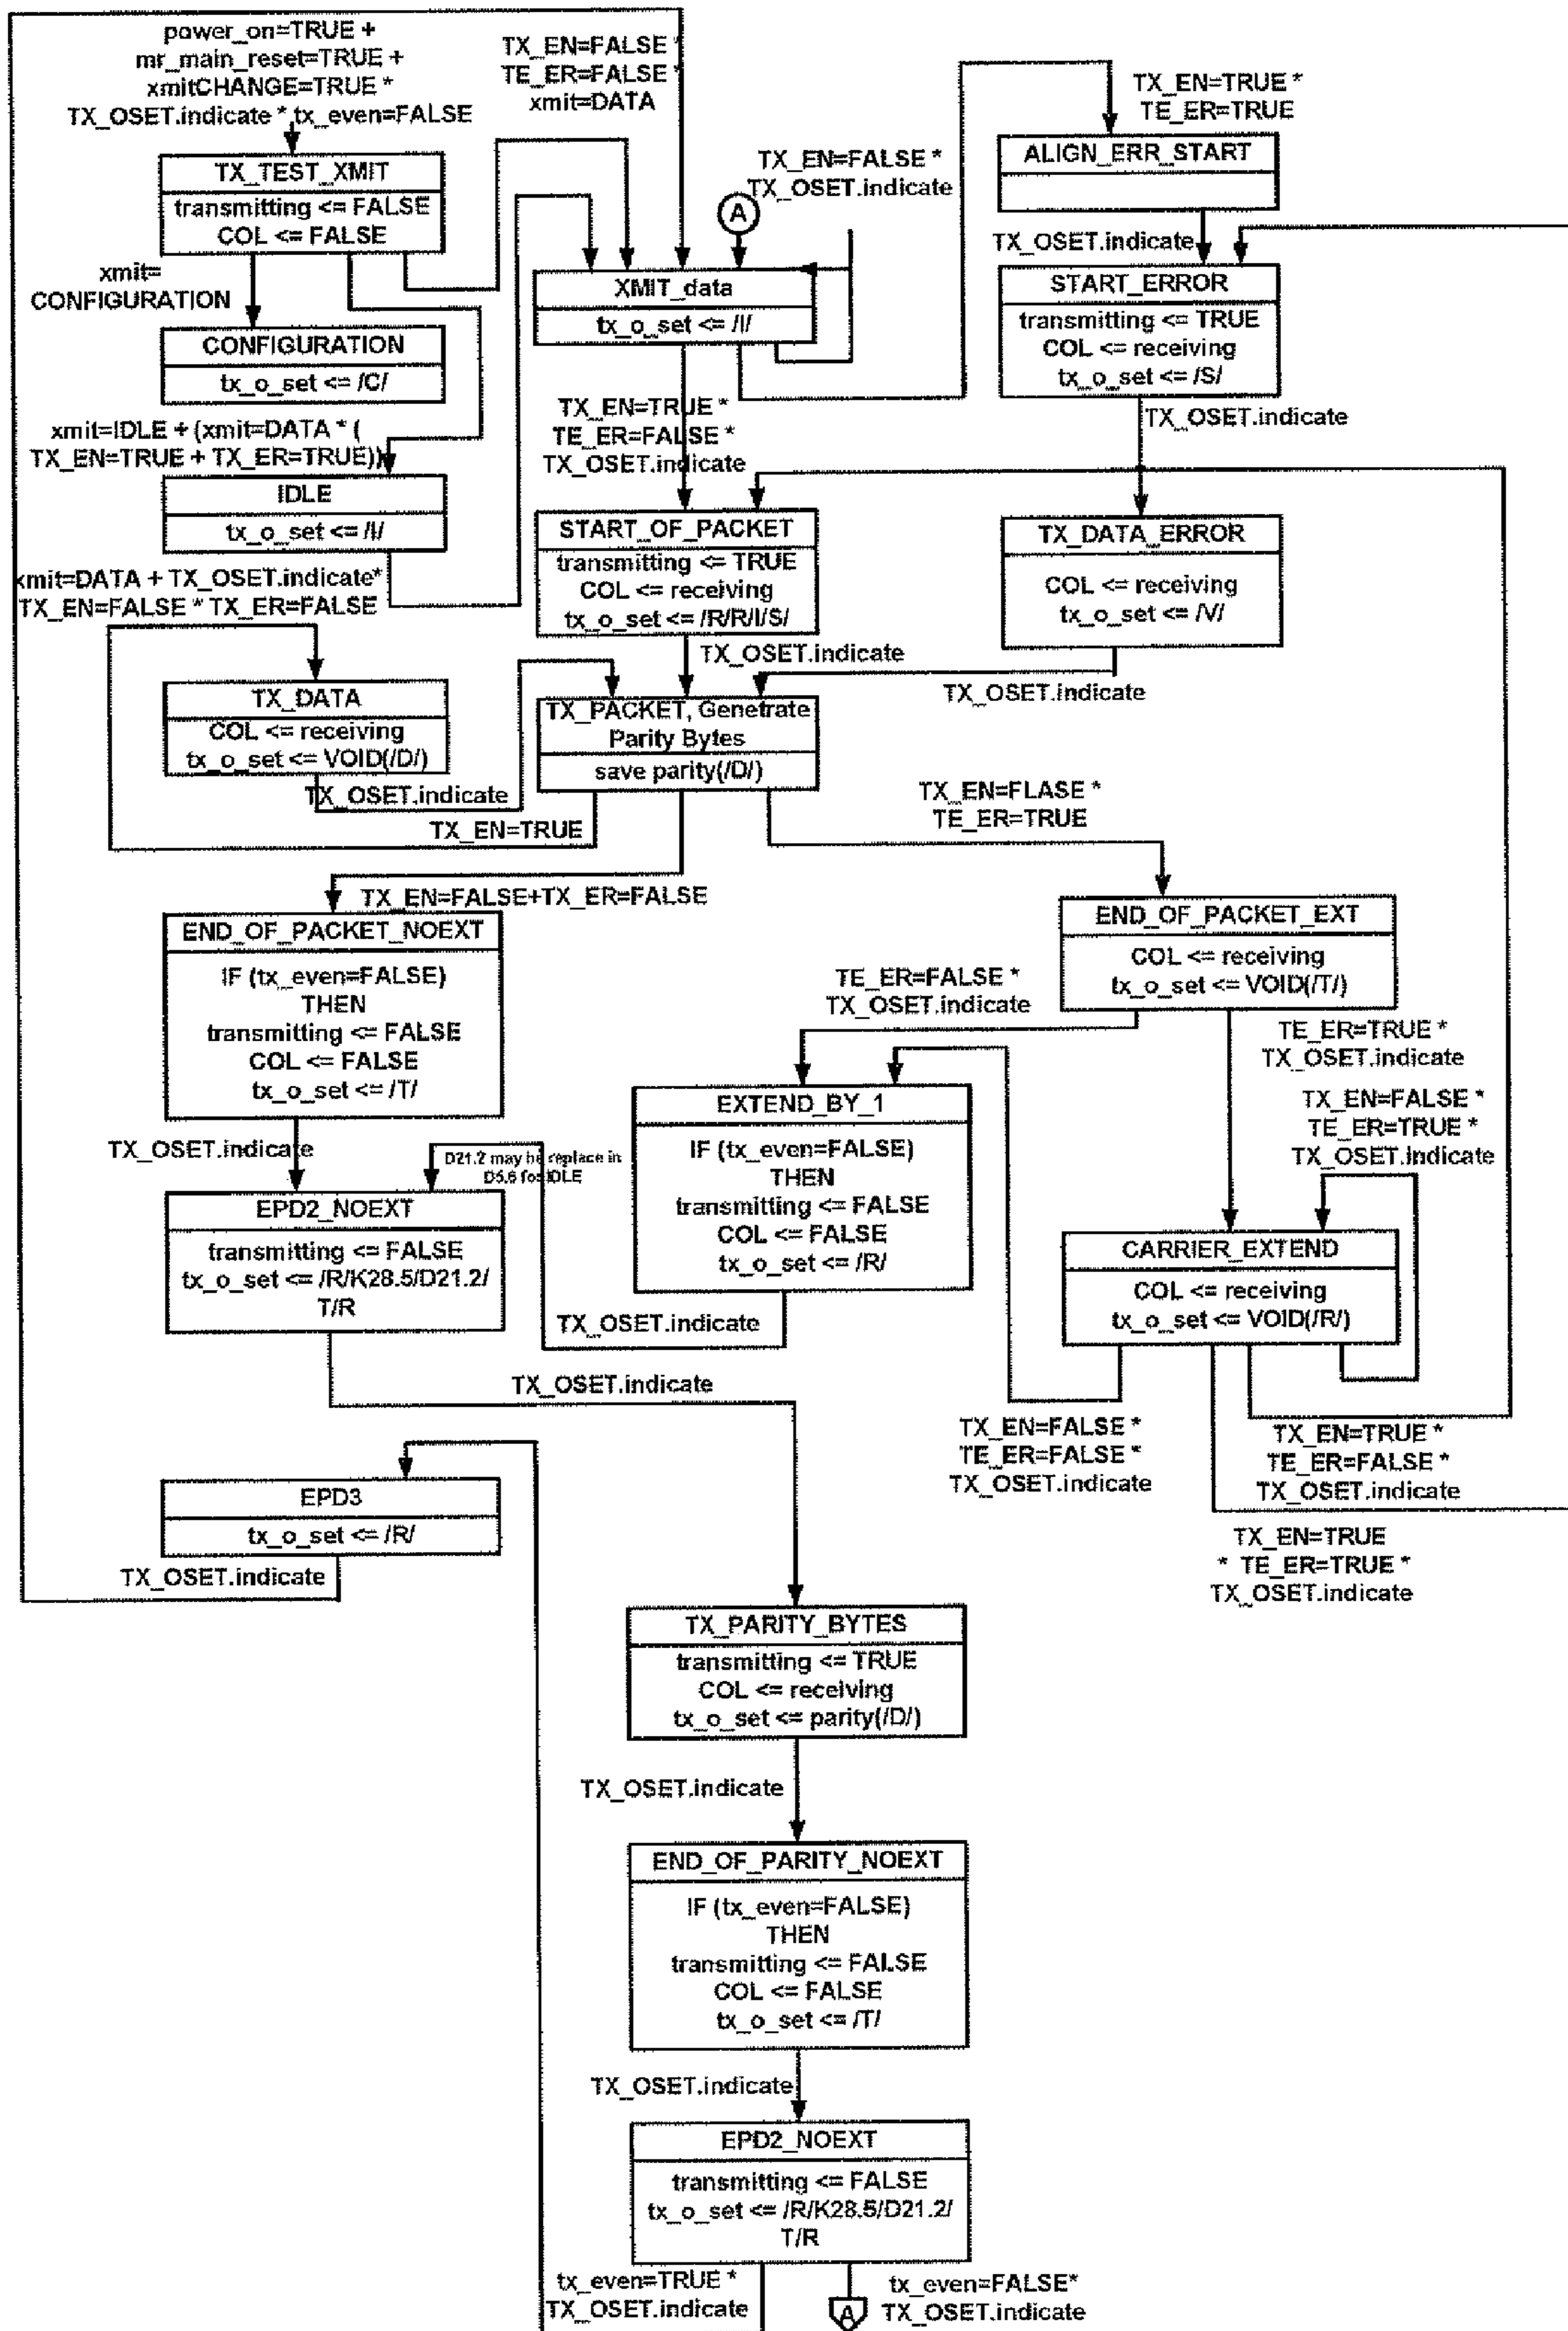 power_on=TRUE +
mr_main_reset=TRUE +
xmitCHANGE=TRUE *
TX_OSET.indicate * tx_even=FALSE
TX_EN=FALSE *
TE_ER=FALSE *
xmit=DATA
TX_EN=TRUE *
TE_ER=TRUE
TX_TEST_XMIT
transmitting <= FALSE
COL <= FALSE
TX_EN=FALSE *
TX_OSET.indicate
A
ALIGN_ERR_START
TX_OSET.indicate
xmit=
CONFIGURATION
CONFIGURATION
tx_o_set <= /C/
XMIT_data
tx_o_set <= /I/
START_ERROR
transmitting <= TRUE
COL <= receiving
tx_o_set <= /S/
TX_OSET.indicate
xmit=IDLE + (xmit=DATA * (
TX_EN=TRUE + TX_ER=TRUE))
IDLE
tx_o_set <= /I/
TX_EN=TRUE *
TE_ER=FALSE *
TX_OSET.indicate
START_OF_PACKET
transmitting <= TRUE
COL <= receiving
tx_o_set <= /R/R/I/S/
TX_DATA_ERROR
COL <= receiving
tx_o_set <= /V/
xmit=DATA + TX_OSET.indicate*
TX_EN=FALSE * TX_ER=FALSE
TX_OSET.indicate
TX_OSET.indicate
TX_DATA
COL <= receiving
tx_o_set <= VOID(/D/)
TX_OSET.indicate
TX_PACKET, Genetrate
Parity Bytes
save parity(/D/)
TX_EN=TRUE
TX_EN=FLASE *
TE_ER=TRUE
TX_EN=FALSE+TX_ER=FALSE
END_OF_PACKET_NOEXT
IF (tx_even=FALSE)
THEN
transmitting <= FALSE
COL <= FALSE
tx_o_set <= /T/
END_OF_PACKET_EXT
COL <= receiving
tx_o_set <= VOID(/T/)
TE_ER=FALSE *
TX_OSET.indicate
TE_ER=TRUE *
TX_OSET.indicate
EXTEND_BY_1
IF (tx_even=FALSE)
THEN
transmitting <= FALSE
COL <= FALSE
tx_o_set <= /R/
TX_EN=FALSE *
TE_ER=TRUE *
TX_OSET.indicate
TX_OSET.indicate
D21.2 may be replace in
D5.6 for IDLE
EPD2_NOEXT
transmitting <= FALSE
tx_o_set <= /R/K28.5/D21.2/
T/R
TX_OSET.indicate
CARRIER_EXTEND
COL <= receiving
tx_o_set <= VOID(/R/)
TX_OSET.indicate
TX_EN=FALSE *
TE_ER=FALSE *
TX_OSET.indicate
TX_EN=TRUE *
TE_ER=FALSE *
TX_OSET.indicate
EPD3
tx_o_set <= /R/
TX_OSET.indicate
TX_EN=TRUE
* TE_ER=TRUE *
TX_OSET.indicate
TX_PARITY_BYTES
transmitting <= TRUE
COL <= receiving
tx_o_set <= parity(/D/)
TX_OSET.indicate
END_OF_PARITY_NOEXT
IF (tx_even=FALSE)
THEN
transmitting <= FALSE
COL <= FALSE
tx_o_set <= /T/
TX_OSET.indicate
EPD2_NOEXT
transmitting <= FALSE
tx_o_set <= /R/K28.5/D21.2/
T/R
tx_even=TRUE *
TX_OSET.indicate
A
tx_even=FALSE*
TX_OSET.indicate